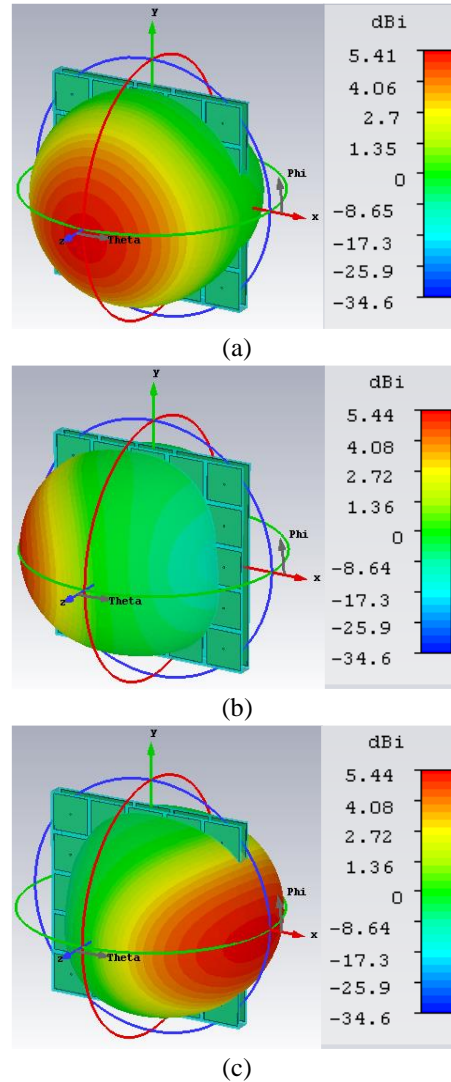 dBi
5.41
4.06
2.7
1.35
0
-8.65
-17.3
-25.9
-34.6
y
Phi
x
z
Theta
(a)
dBi
5.44
4.08
2.72
1.36
0
-8.64
-17.3
-25.9
-34.6
y
Phi
x
z
Theta
(b)
dBi
5.44
4.08
2.72
1.36
0
-8.64
-17.3
-25.9
-34.6
y
Phi
x
z
Theta
(c)